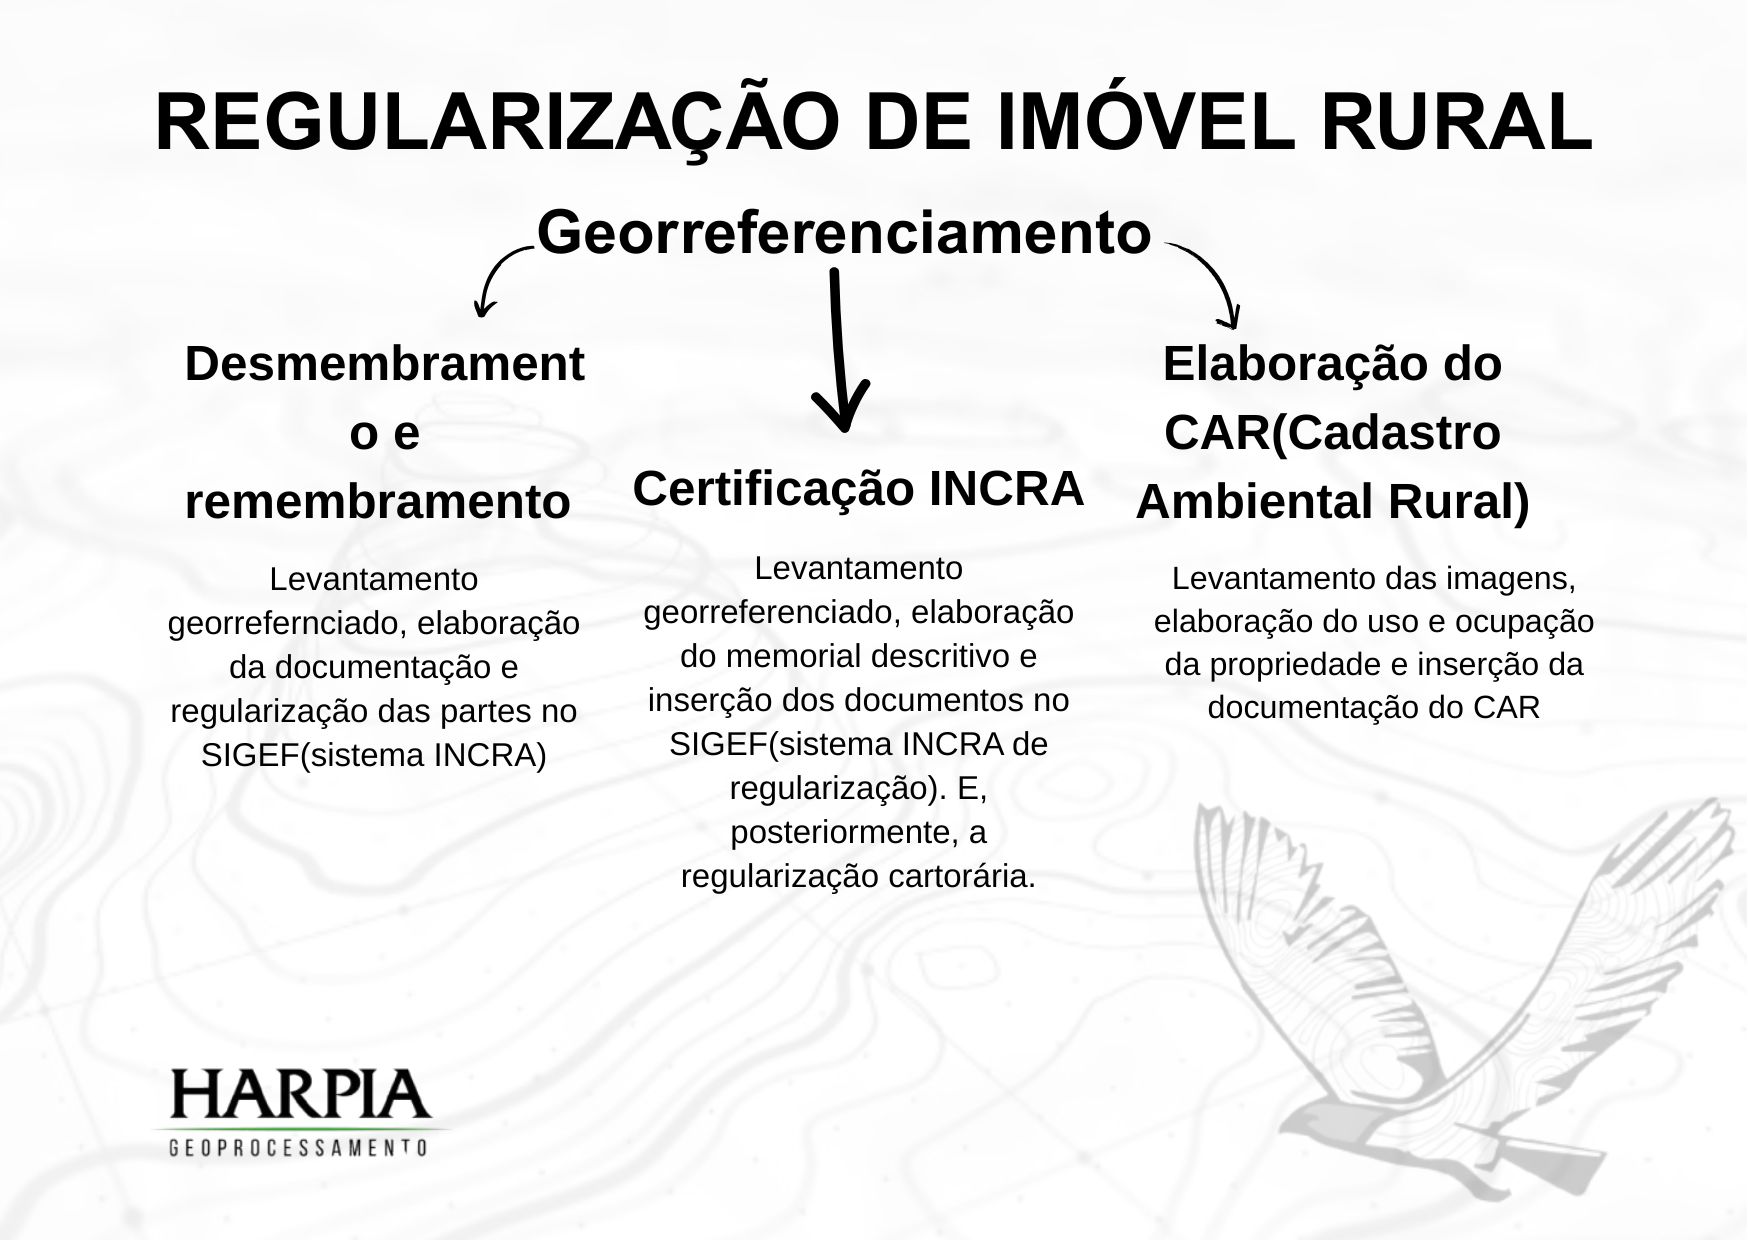 REGULARIZAÇÃO DE IMÓVEL RURAL
Georreferenciamento
Desmembrament
o e
remembramento
Levantamento
georrefernciado, elaboração
da documentação e
regularização das partes no
SIGEF(sistema INCRA)
Certificação INCRA
Levantamento
georreferenciado, elaboração
do memorial descritivo e
inserção dos documentos no
SIGEF(sistema INCRA de
regularização). E,
posteriormente, a
regularização cartorária.
Elaboração do
CAR(Cadastro
Ambiental Rural)
Levantamento das imagens,
elaboração do uso e ocupação
da propriedade e inserção da
documentação do CAR
HARPIA
GEOPROCESSAMENTO